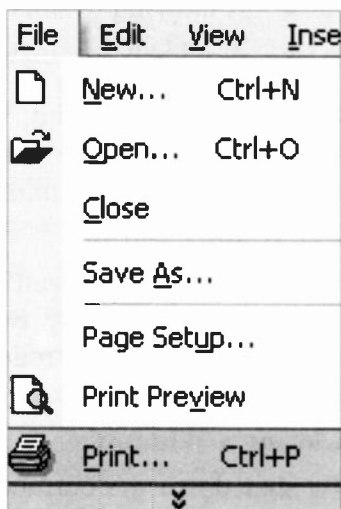 File Edit View Inse
New... Ctrl+N
Open... Ctrl+O
Close
Save As...
Page Setup...
Print Preview
Print... Ctrl+P